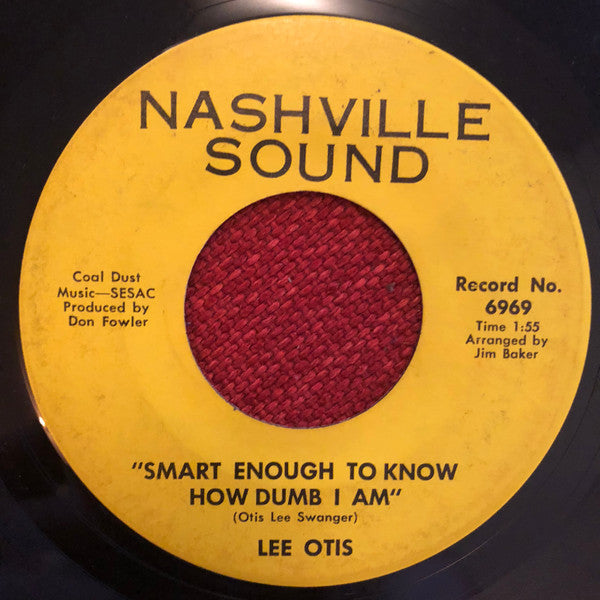 NASHVILLE
SOUND
Coal Dust
Music—SESAC
Produced by
Don Fowler
Record No.
6969
Time 1:55
Arranged by
Jim Baker
"SMART ENOUGH TO KNOW
HOW DUMB I AM"
(Otis Lee Swanger)
LEE OTIS